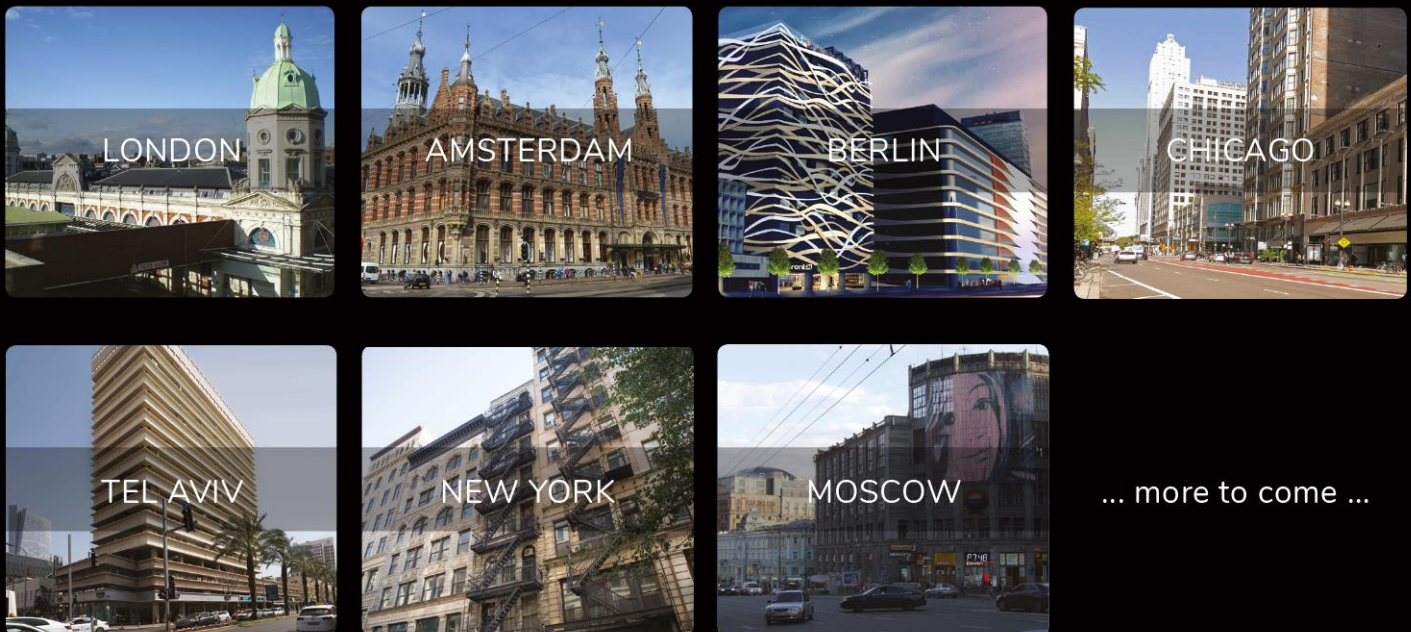 LONDON
AMSTERDAM
BERLIN
CHICAGO
TEL AVIV
NEW YORK
MOSCOW
... more to come ...